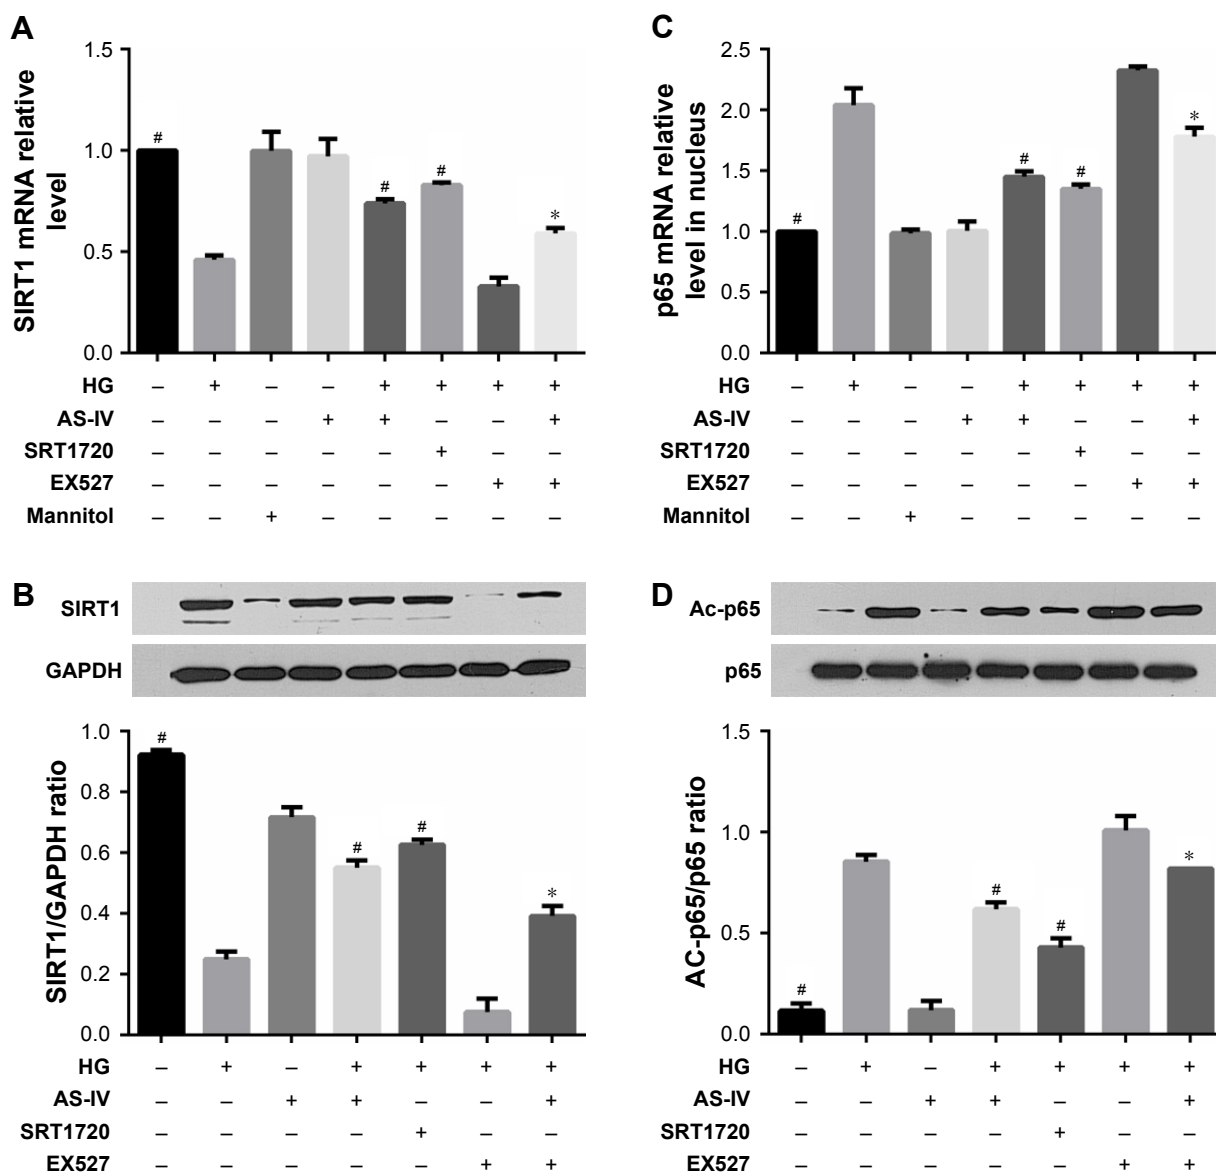 A
SIRT1 mRNA relative
level
1.5
1.0
0.5
0.0
#
#
#
*
HG – + – – + + + +
AS-IV – – – + + – – +
SRT1720 – – – – – + – –
EX527 – – – – – – + +
Mannitol – – + – – – – –
C
p65 mRNA relative
level in nucleus
2.5
2.0
1.5
1.0
0.5
0.0
#
#
#
*
HG – + – – + + + +
AS-IV – – – + + – – +
SRT1720 – – – – – + – –
EX527 – – – – – – + +
Mannitol – – + – – – – –
B
SIRT1
GAPDH
SIRT1/GAPDH ratio
1.0
0.8
0.6
0.4
0.2
0.0
#
#
#
*
HG – + – + + + +
AS-IV – – + + – – +
SRT1720 – – – – + – –
EX527 – – – – – + +
D
Ac-p65
p65
AC-p65/p65 ratio
1.5
1.0
0.5
0.0
#
#
#
*
HG – + – + + + +
AS-IV – – + + – – +
SRT1720 – – – – + – –
EX527 – – – – – + +